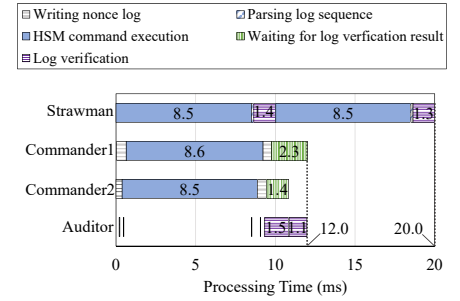 Writing nonce log Parsing log sequence
HSM command execution Waiting for log verfication result
Log verification
Strawman 8.5 1.4 8.5 1.3
Commander1 8.6 2.3
Commander2 8.5 1.4
Auditor 1.5 1.1 12.0 20.0
0 5 10 15 20
Processing Time (ms)